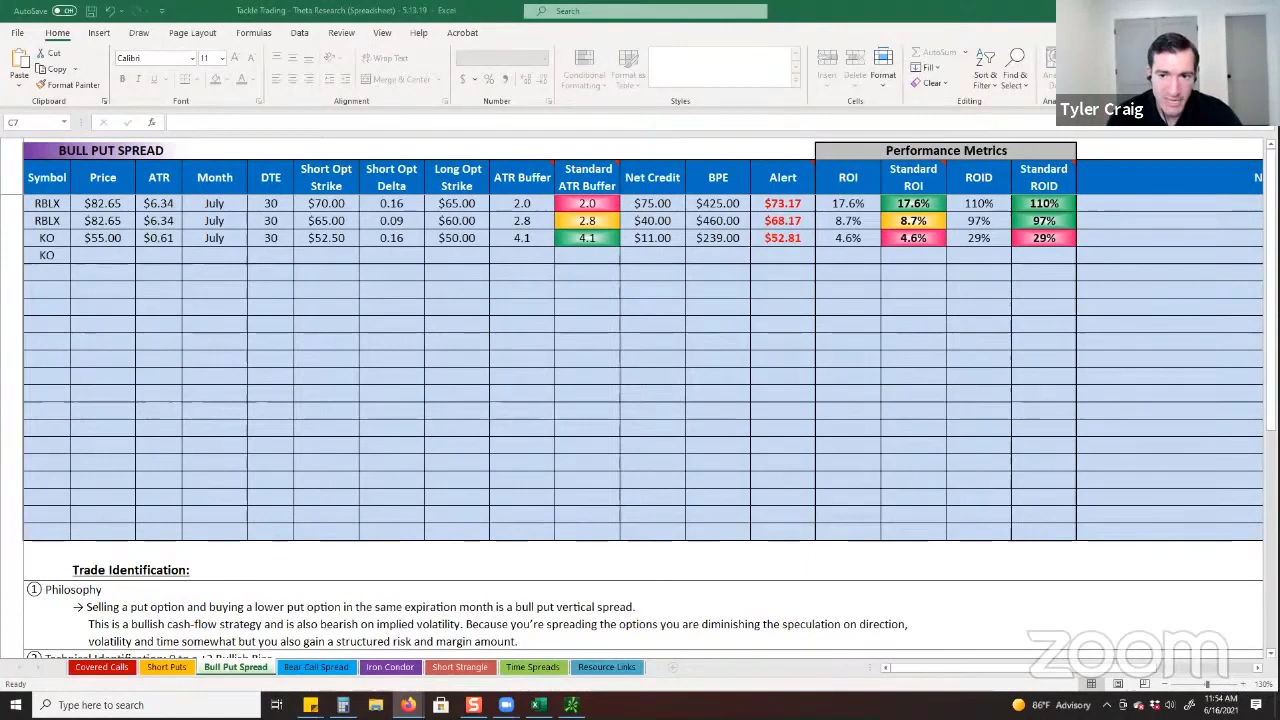 AutoSave Off Tackle Trading - Theta Research (Spreadsheet) - 5.13.19 - Excel Search
File Home Insert Draw Page Layout Formulas Data Review View Help Acrobat
Cut
Copy
Format Painter
Paste
Clipboard
Calibri 11
Font
Wrap Text
Merge & Center
Alignment
Number
Conditional Formatting
Format as Table
Styles
Insert Delete Format
Cells
AutoSum
Fill
Clear
Sort & Filter
Find & Select
Editing
Tyler Craig
C7
BULL PUT SPREAD Performance Metrics
Symbol Price ATR Month DTE Short Opt Strike Short Opt Delta Long Opt Strike ATR Buffer Standard ATR Buffer Net Credit BPE Alert ROI Standard ROI ROID Standard ROID N
RBLX $82.65 $6.34 July 30 $70.00 0.16 $65.00 2.0 2.0 $75.00 $425.00 $73.17 17.6% 17.6% 110% 110%
RBLX $82.65 $6.34 July 30 $65.00 0.09 $60.00 2.8 2.8 $40.00 $460.00 $68.17 8.7% 8.7% 97% 97%
KO $55.00 $0.61 July 30 $52.50 0.16 $50.00 4.1 4.1 $11.00 $239.00 $52.81 4.6% 4.6% 29% 29%
KO
Trade Identification:
1 Philosophy
→ Selling a put option and buying a lower put option in the same expiration month is a bull put vertical spread.
This is a bullish cash-flow strategy and is also bearish on implied volatility. Because you're spreading the options you are diminishing the speculation on direction,
volatility and time somewhat but you also gain a structured risk and margin amount.
Covered Calls Short Puts Bull Put Spread Bear Call Spread Iron Condor Short Strangle Time Spreads Resource Links
zoom
Ready 130%
Type here to search 86°F Advisory 11:54 AM
6/16/2021